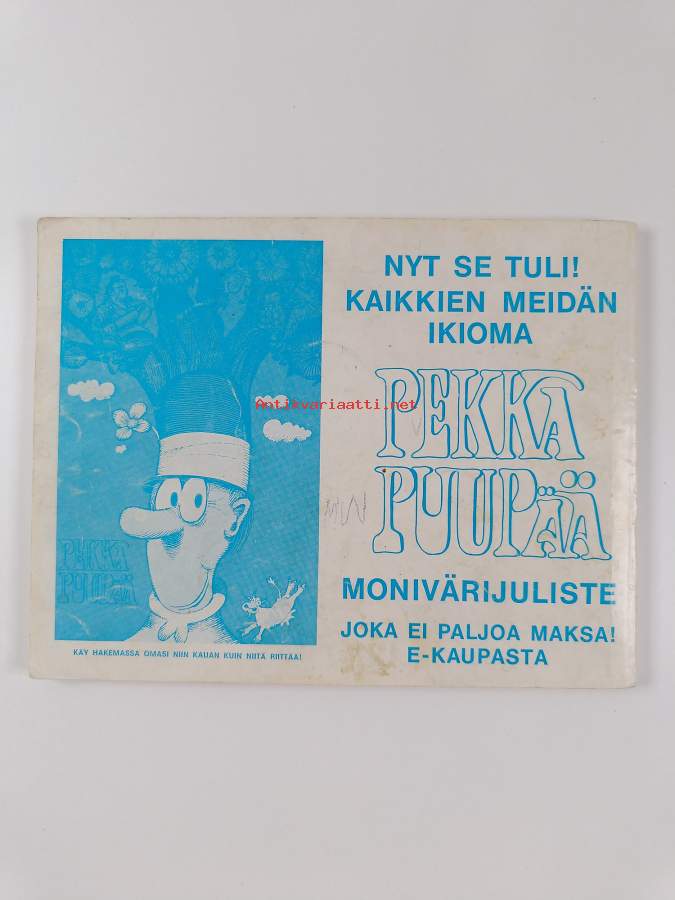 NYT SE TULI!
KAIKKIEN MEIDÄN
IKIOMA
PEKKA
PUUPÄÄ
MONIVÄRIJULISTE
JOKA EI PALJOA MAKSA!
E-KAUPASTA
PEKKA
PUUPÄÄ
KÄY HAKEMASSA OMASI NIIN KAUAN KUIN NIITÄ RIITTÄÄ!
Antikvariaatti.net